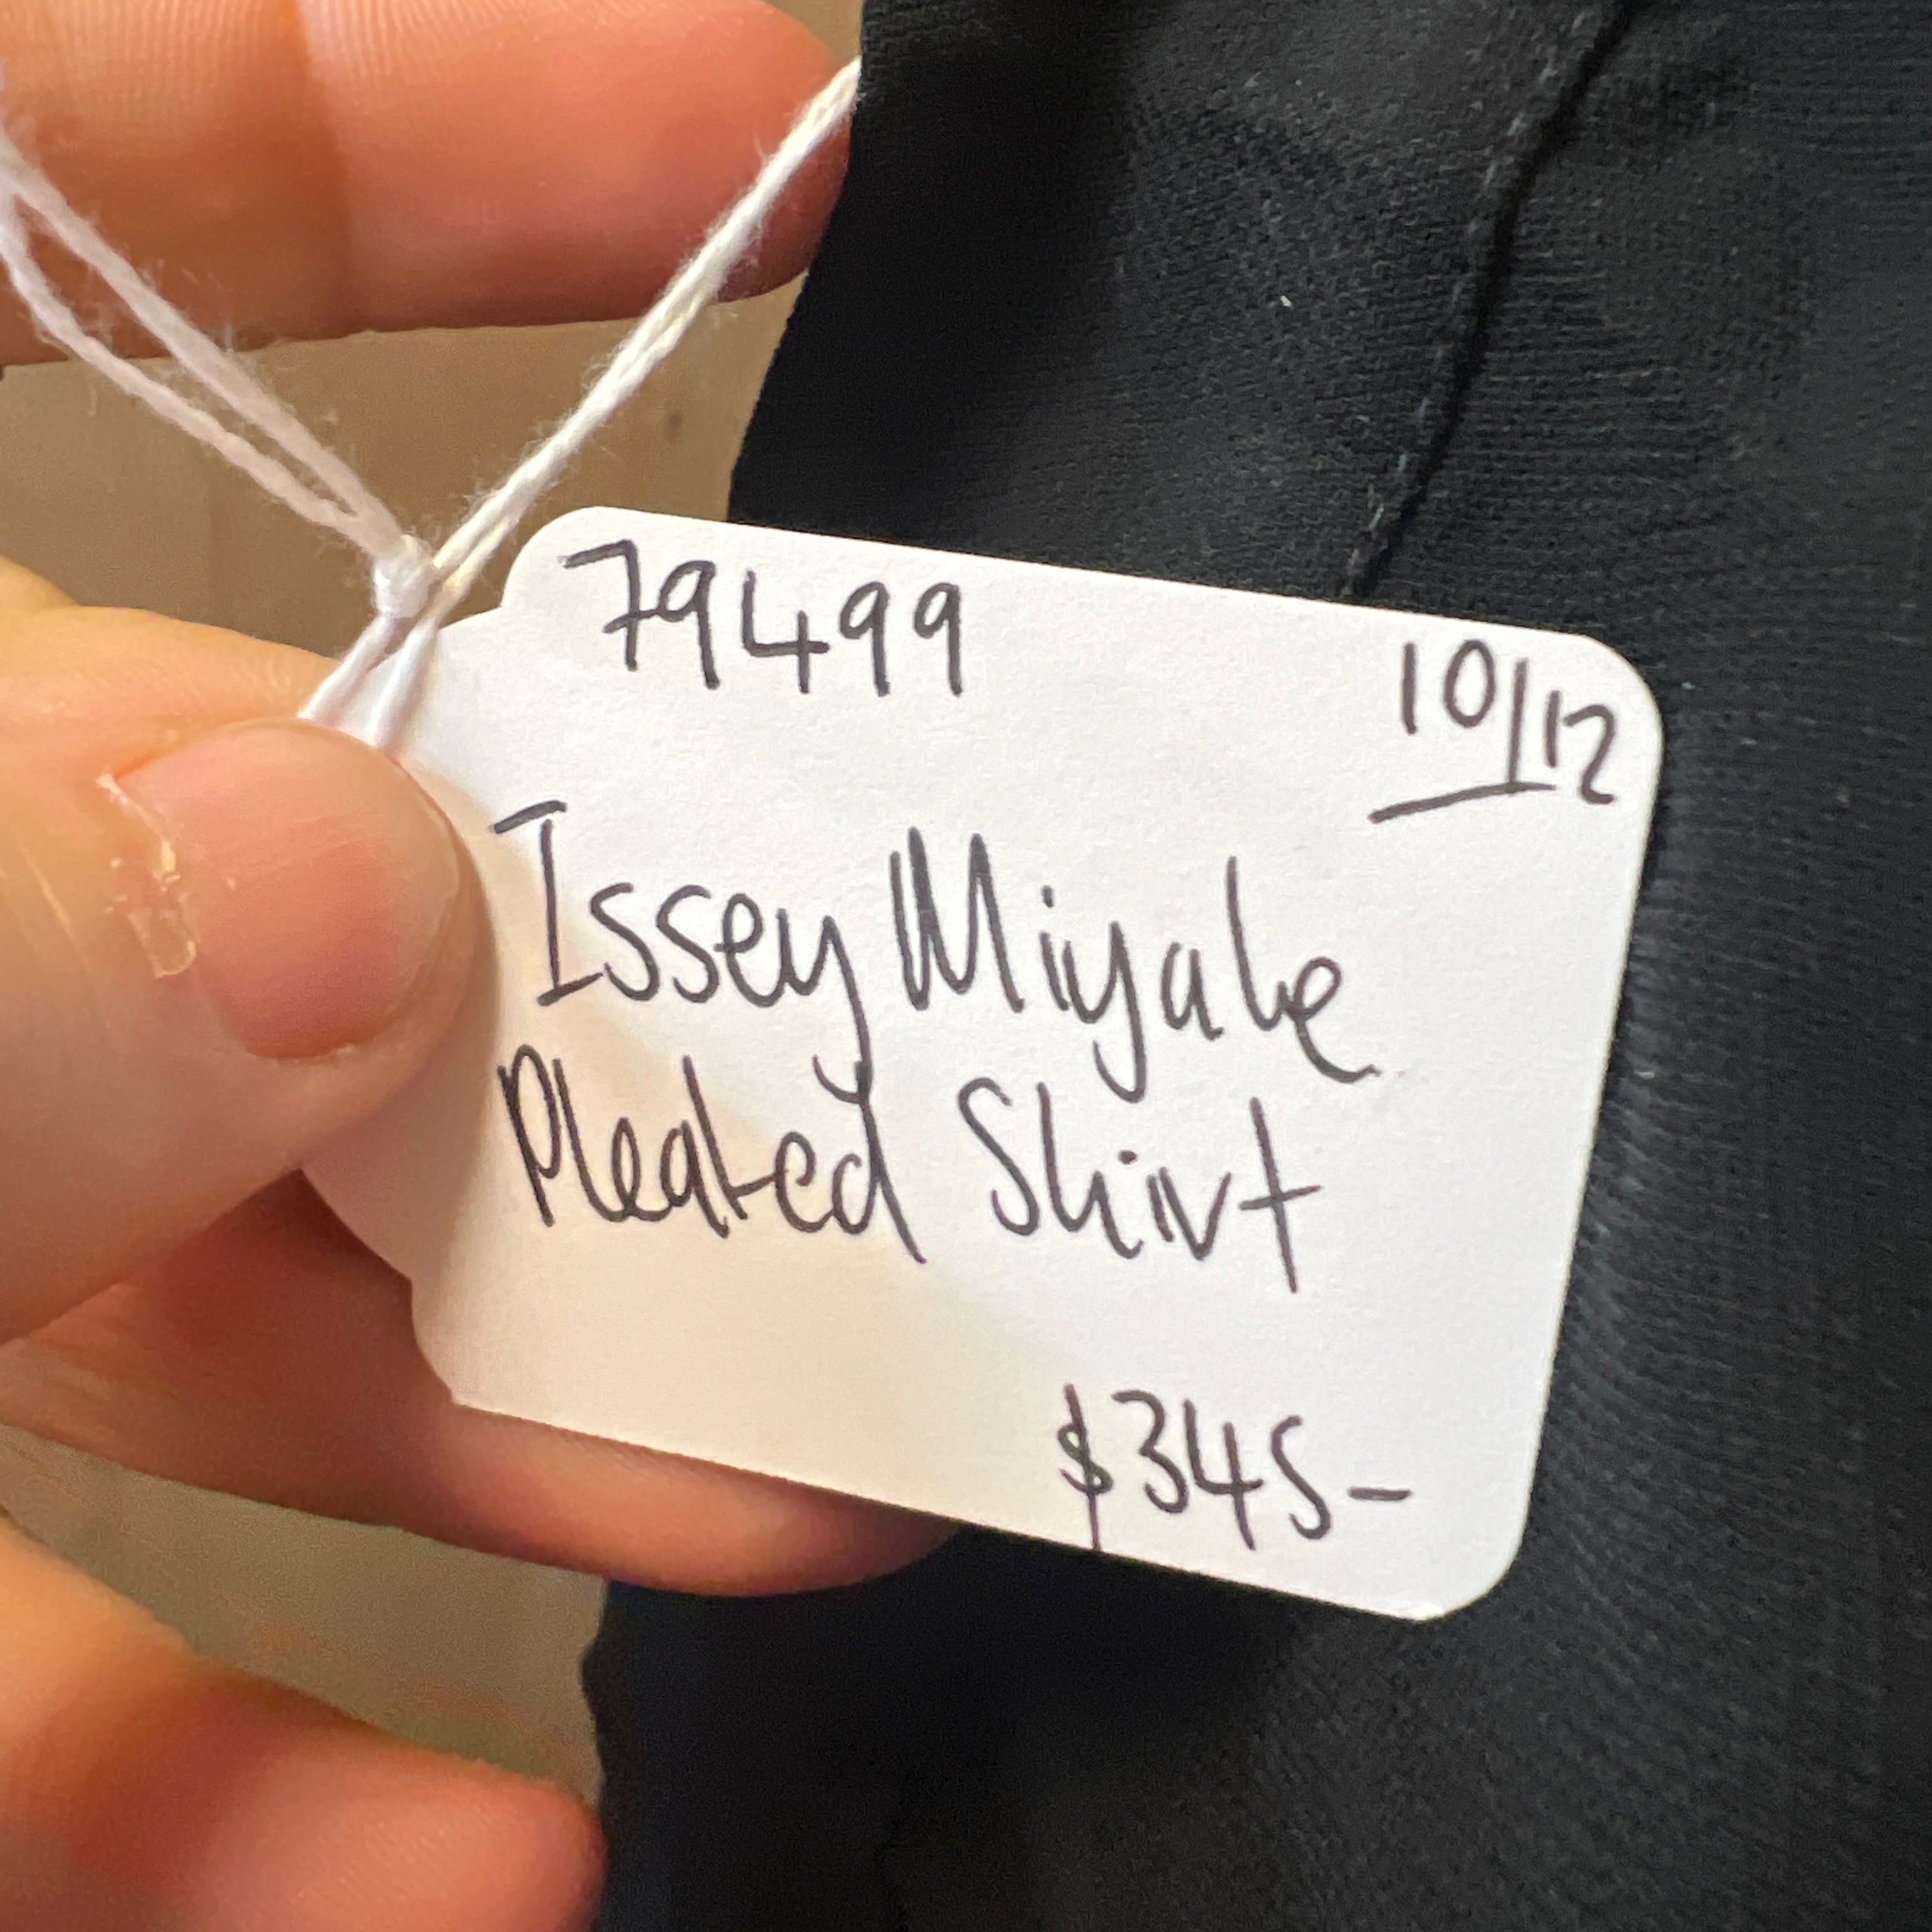 79499
10/12
Issey Miyake
Pleated Shirt
$345-